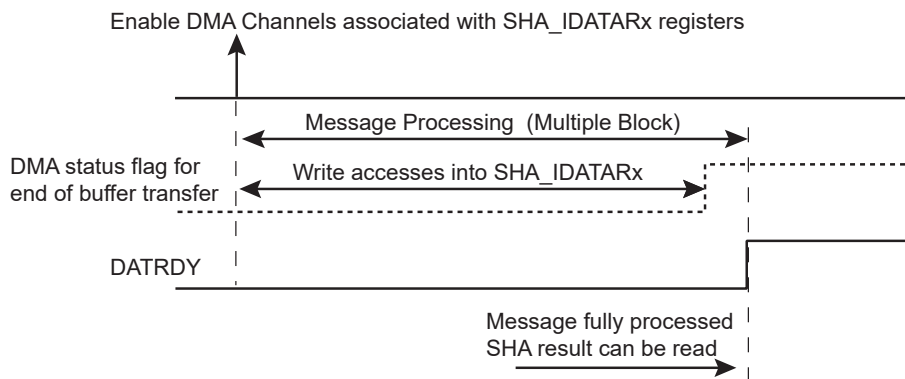 Enable DMA Channels associated with SHA_IDATARx registers
Message Processing (Multiple Block)
DMA status flag for
end of buffer transfer
Write accesses into SHA_IDATARx
DATRDY
Message fully processed
SHA result can be read